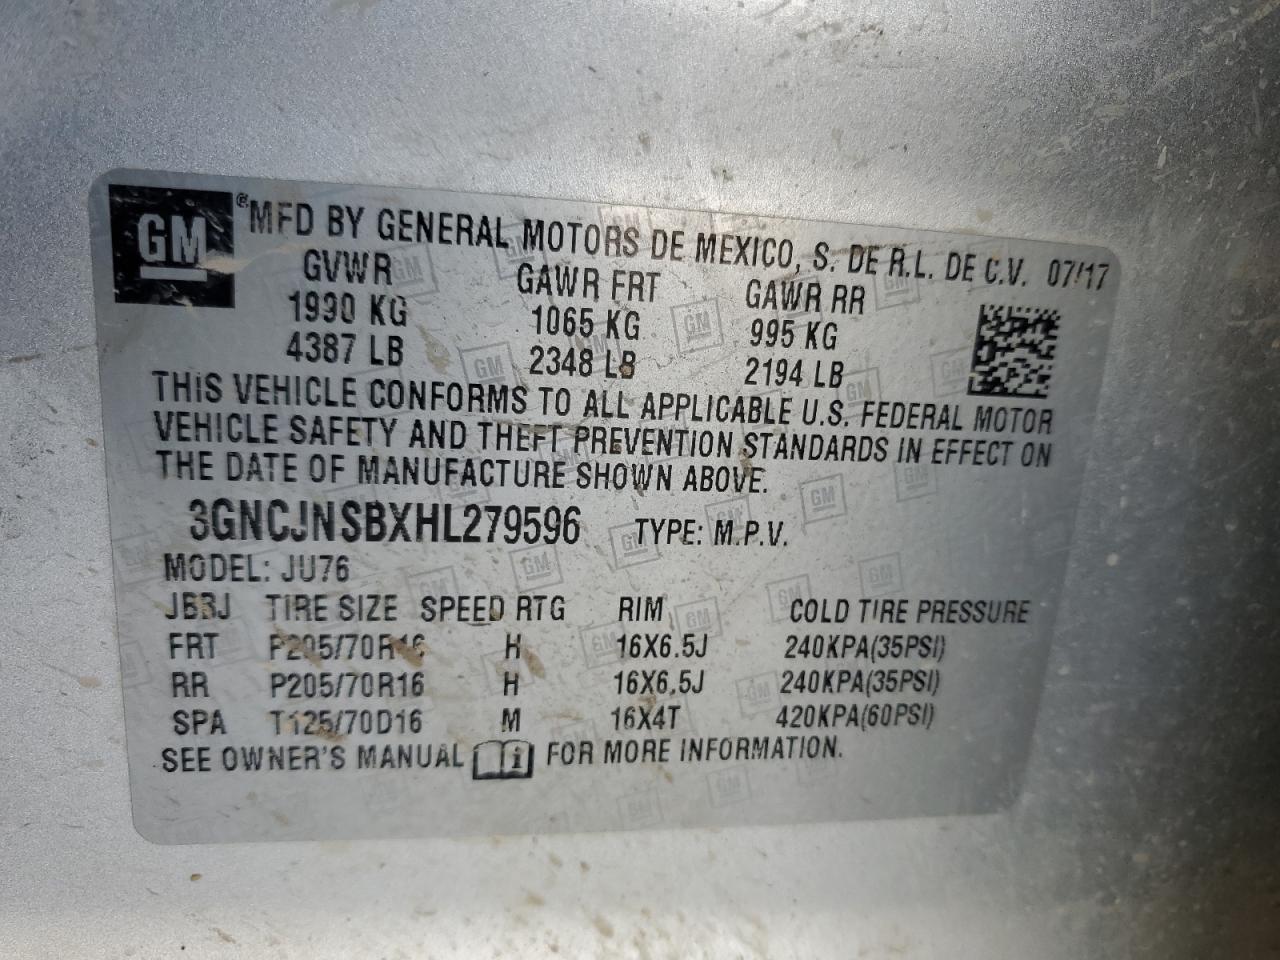 GM ® MFD BY GENERAL MOTORS DE MEXICO, S. DE R.L. DE C.V. 07/17
GVWR GAWR FRT GAWR RR
1990 KG 1065 KG 995 KG
4387 LB 2348 LB 2194 LB
THIS VEHICLE CONFORMS TO ALL APPLICABLE U.S. FEDERAL MOTOR
VEHICLE SAFETY AND THEFT PREVENTION STANDARDS IN EFFECT ON
THE DATE OF MANUFACTURE SHOWN ABOVE.
3GNCJNSBXHL279596 TYPE: M.P.V.
MODEL: JU76
TIRE SIZE SPEED RTG RIM COLD TIRE PRESSURE
FRT P205/70R16 H 16X6.5J 240KPA(35PSI)
RR P205/70R16 H 16X6.5J 240KPA(35PSI)
SPA T125/70D16 M 16X4T 420KPA(60PSI)
SEE OWNER'S MANUAL i FOR MORE INFORMATION.